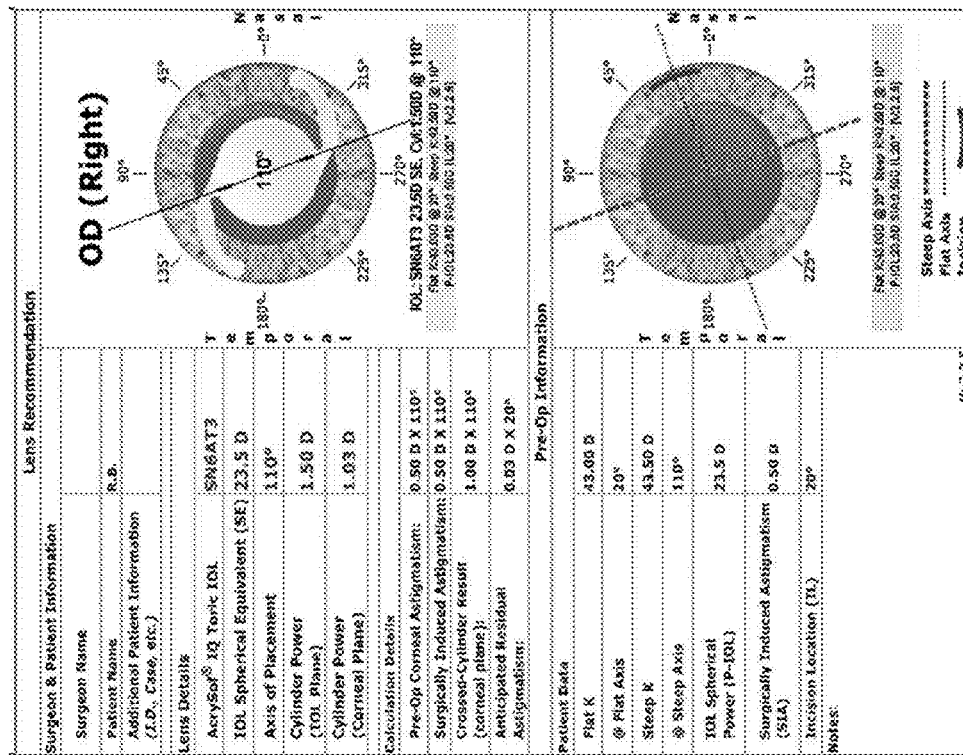 Lens Recommendation
Surgeon & Patient Information
Surgeon Name
Patient Name R.B.
Additional Patient Information
(I.D., Case, etc.)
Lens Details
AcrySof® IQ Toric IOL SN6AT3
IOL Spherical Equivalent (SE) 23.5 D
Axis of Placement 110°
Cylinder Power
(IOL Plane) 1.50 D
Cylinder Power
(Corneal Plane) 1.03 D
Calculation Details
Pre-Op Corneal Astigmatism: 0.50 D X 110°
Surgically Induced Astigmatism: 0.50 D X 110°
Crossed-Cylinder Result
(corneal plane): 1.00 D X 110°
Anticipated Residual
Astigmatism: 0.03 D X 20°
OD (Right)
90°
135°
45°
Temporal
180°
110°
0°
Nasal
225°
315°
270°
IOL: SN6AT3 23.5D SE, Cyl:1.50D @ 110°
Pre-Op Information
Patient Data
Flat K 43.00 D
@ Flat Axis 20°
Steep K 43.50 D
@ Steep Axis 110°
IOL Spherical
Power (P-IOL) 23.5 D
Surgically Induced Astigmatism
(SIA) 0.50 D
Incision Location (IL) 20°
Notes:
90°
135°
45°
Temporal
180°
0°
Nasal
225°
315°
270°
Steep Axis
Flat Axis
Incision